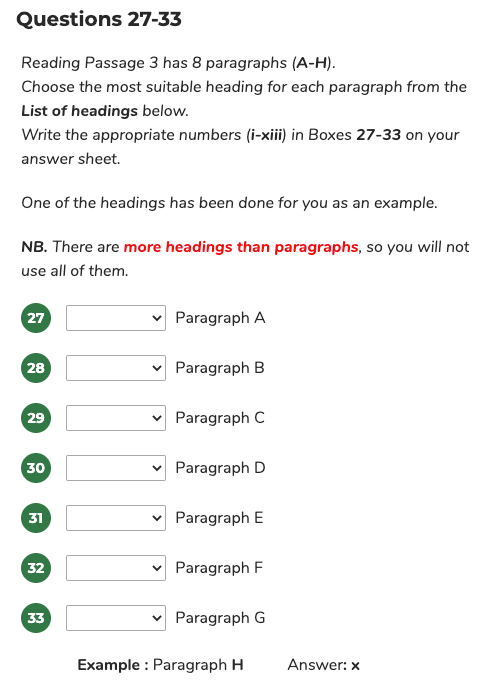 Questions 27-33
Reading Passage 3 has 8 paragraphs (A-H).
Choose the most suitable heading for each paragraph from the
List of headings below.
Write the appropriate numbers (i-xiii) in Boxes 27-33 on your
answer sheet.
One of the headings has been done for you as an example.
NB. There are more headings than paragraphs, so you will not
use all of them.
27 Paragraph A
28 Paragraph B
29 Paragraph C
30 Paragraph D
31 Paragraph E
32 Paragraph F
33 Paragraph G
Example : Paragraph H Answer: x